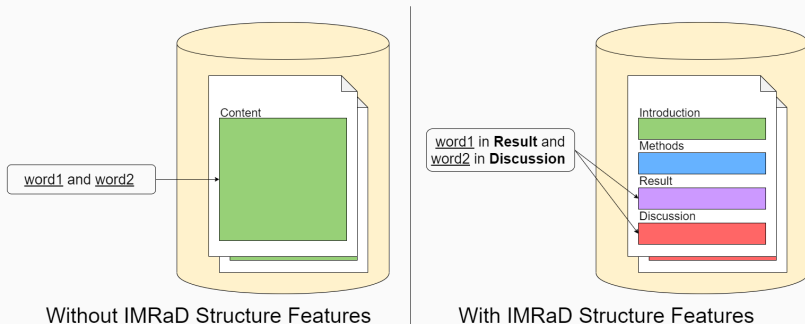 Content
word1 and word2
Without IMRaD Structure Features
word1 in Result and
word2 in Discussion
Introduction
Methods
Result
Discussion
With IMRaD Structure Features